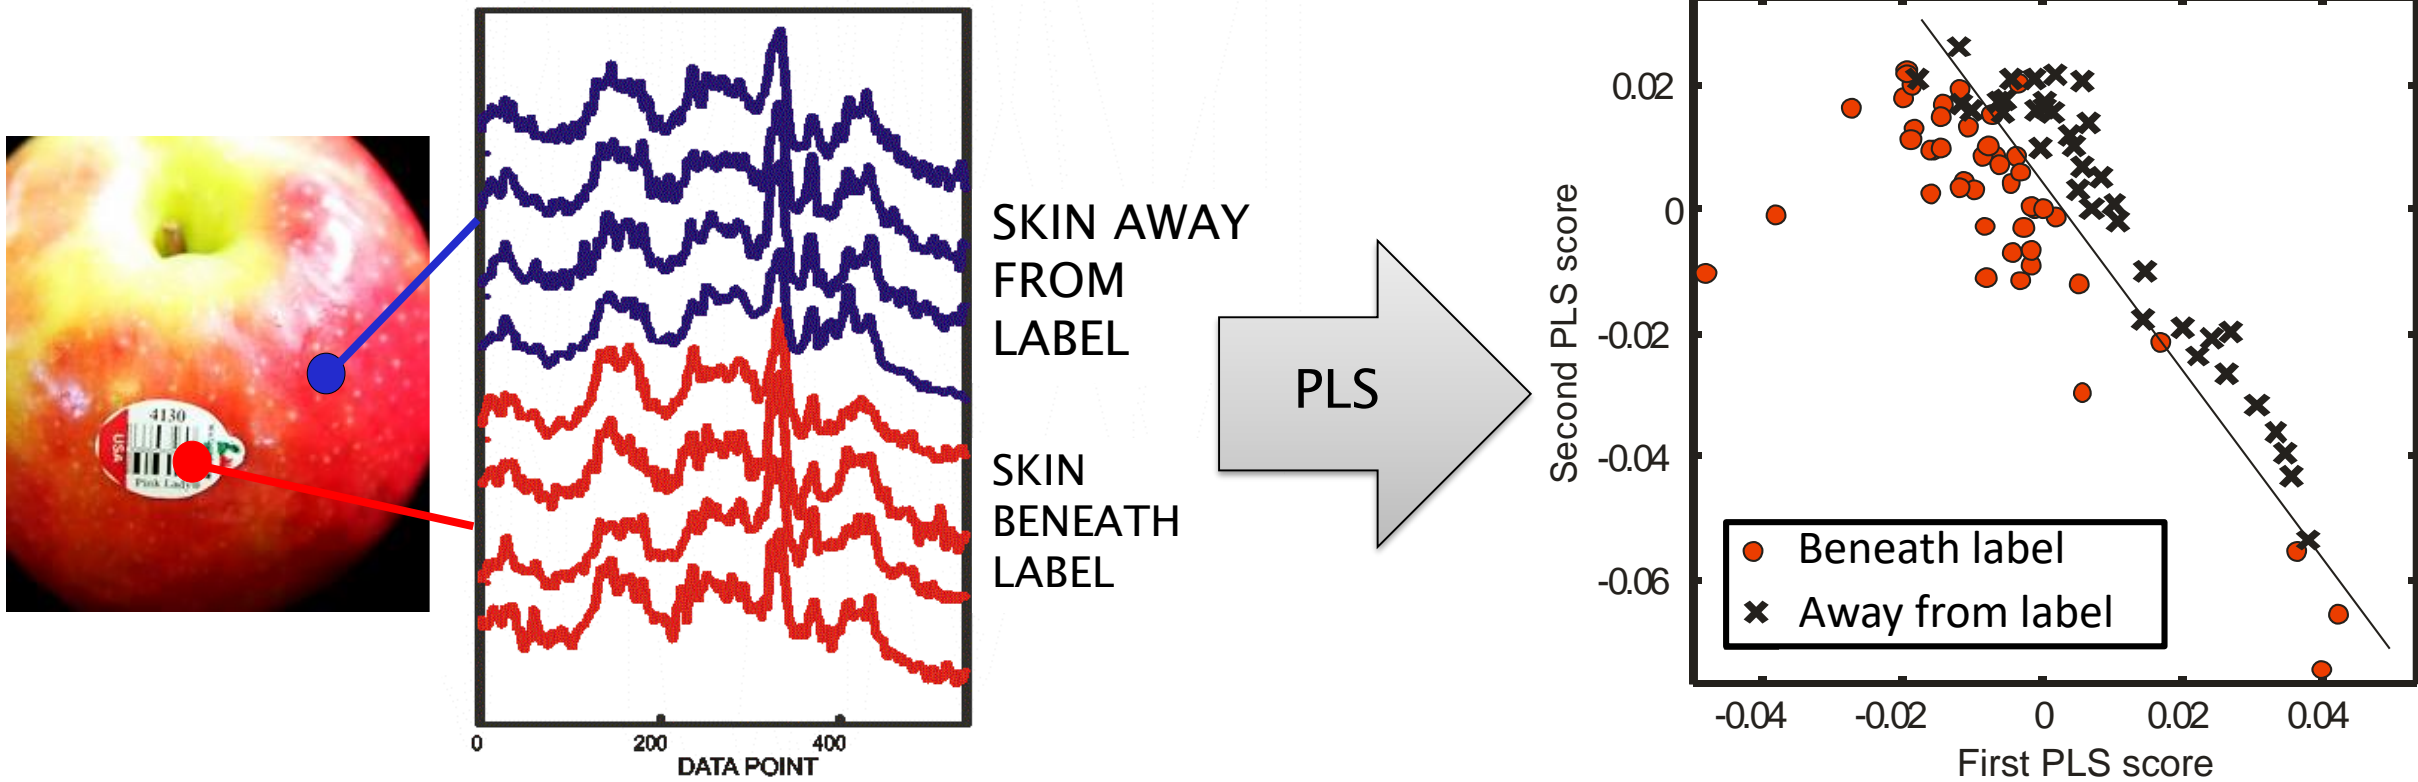 4130
USA
Pink Lady®
0
200
400
DATA POINT
SKIN AWAY
FROM
LABEL
SKIN
BENEATH
LABEL
PLS
Second PLS score
0.02
0
-0.02
-0.04
-0.06
Beneath label
Away from label
-0.04
-0.02
0
0.02
0.04
First PLS score